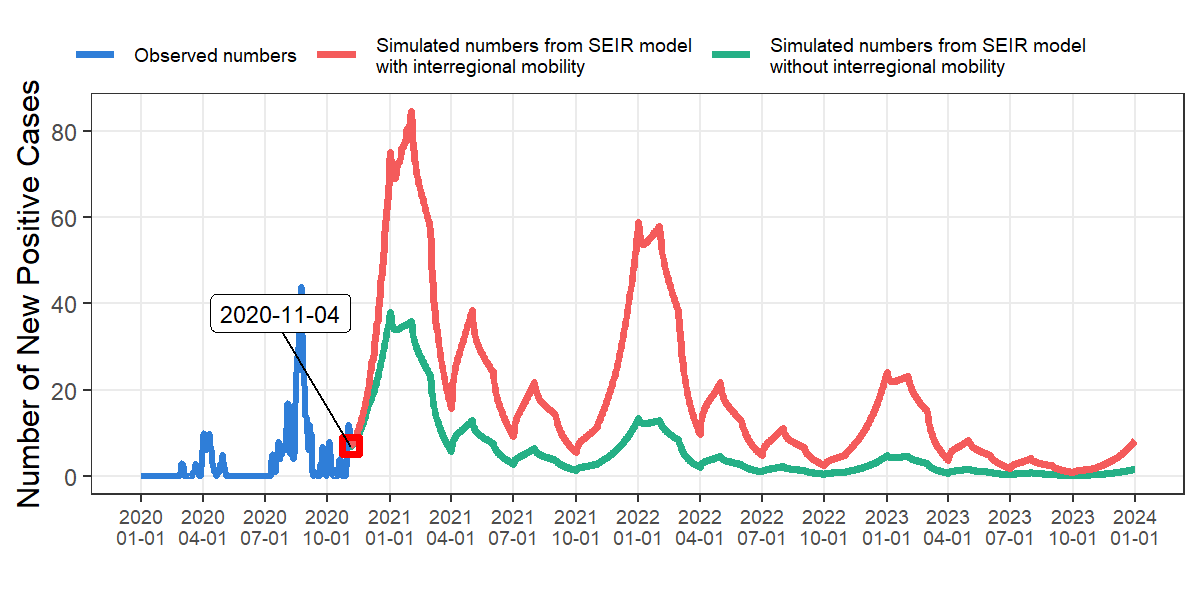 Observed numbers
Simulated numbers from SEIR model
with interregional mobility
Simulated numbers from SEIR model
without interregional mobility
Number of New Positive Cases
80
60
40
20
0
2020-11-04
2020 2020 2020 2020 2021 2021 2021 2021 2022 2022 2022 2022 2023 2023 2023 2023 2024
01-01 04-01 07-01 10-01 01-01 04-01 07-01 10-01 01-01 04-01 07-01 10-01 01-01 04-01 07-01 10-01 01-01